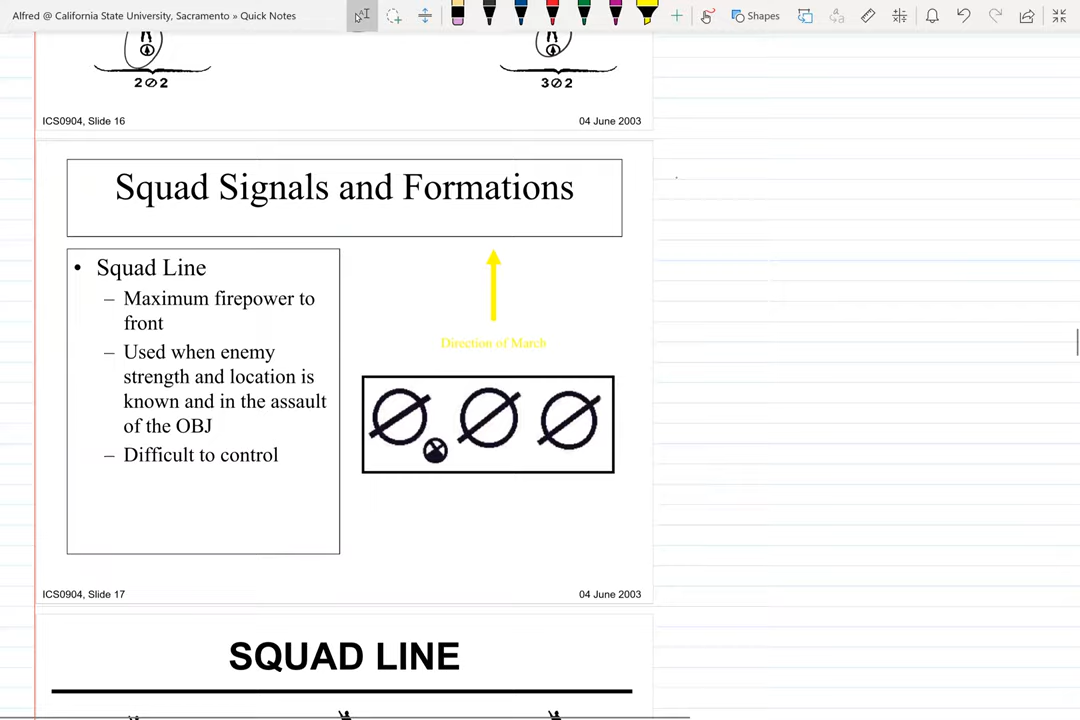 Alfred @ California State University, Sacramento » Quick Notes
Shapes
2⊘2
3⊘2
ICS0904, Slide 16
04 June 2003
Squad Signals and Formations
• Squad Line
– Maximum firepower to
front
– Used when enemy
strength and location is
known and in the assault
of the OBJ
– Difficult to control
Direction of March
ICS0904, Slide 17
04 June 2003
SQUAD LINE